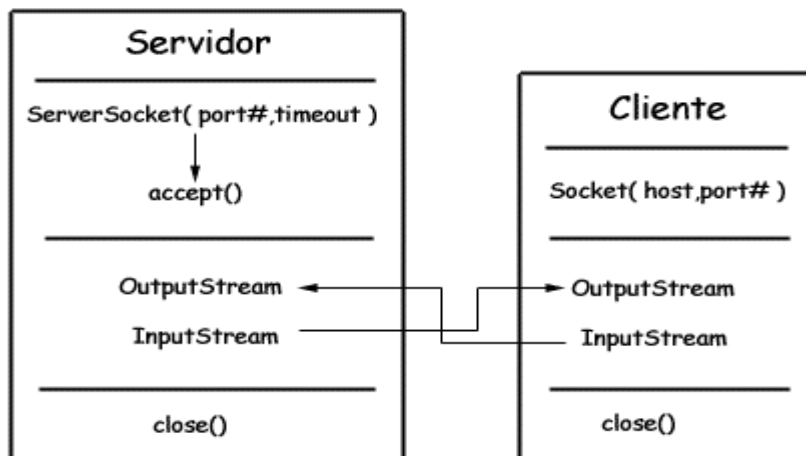 Servidor
ServerSocket( port#,timeout )
accept()
OutputStream
InputStream
close()
Cliente
Socket( host,port# )
OutputStream
InputStream
close()